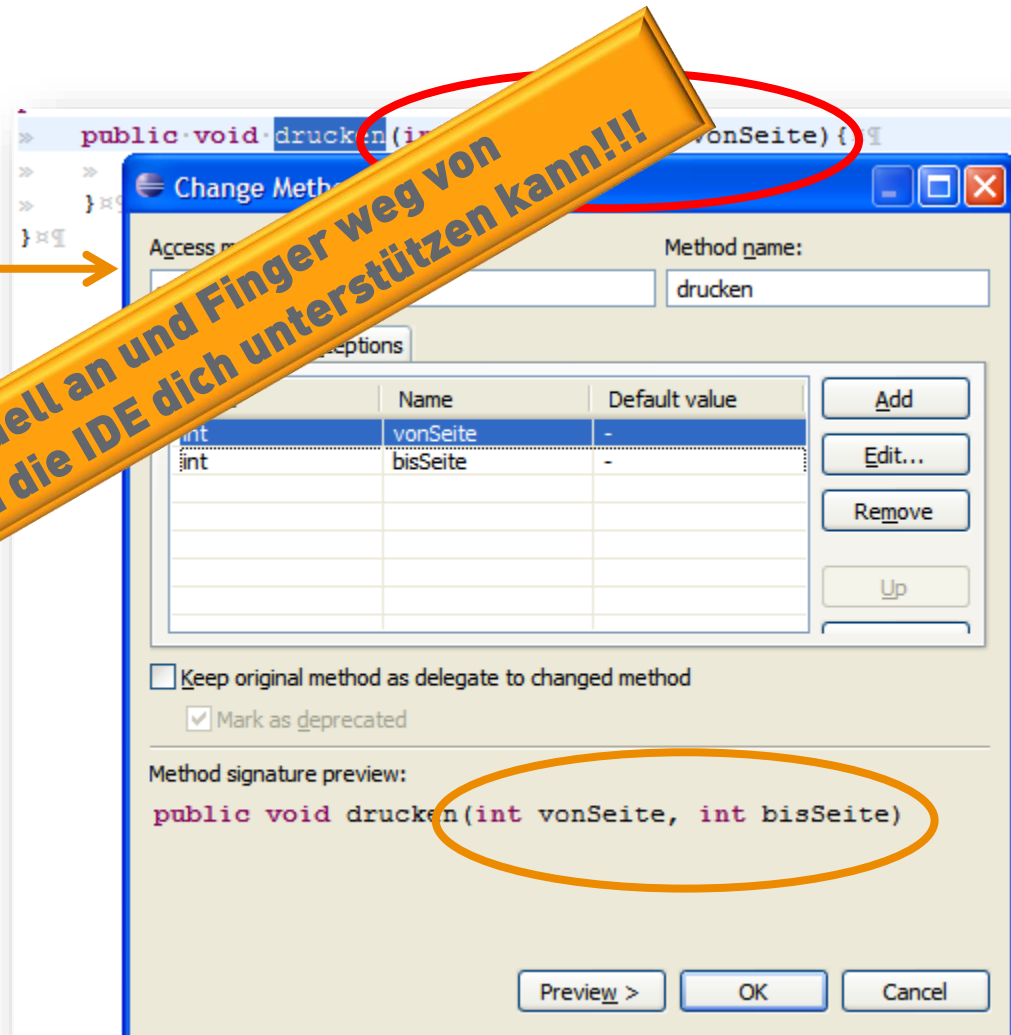 public void drucken(in vonSeite){
}
}
Change Meth
Access m
Method name:
drucken
Name Default value
int vonSeite -
int bisSeite -
Add
Edit...
Remove
Up
Keep original method as delegate to changed method
Mark as deprecated
Method signature preview:
public void drucken(int vonSeite, int bisSeite)
Preview >
OK
Cancel
an und Finger weg von
die IDE dich unterstützen kann!!!